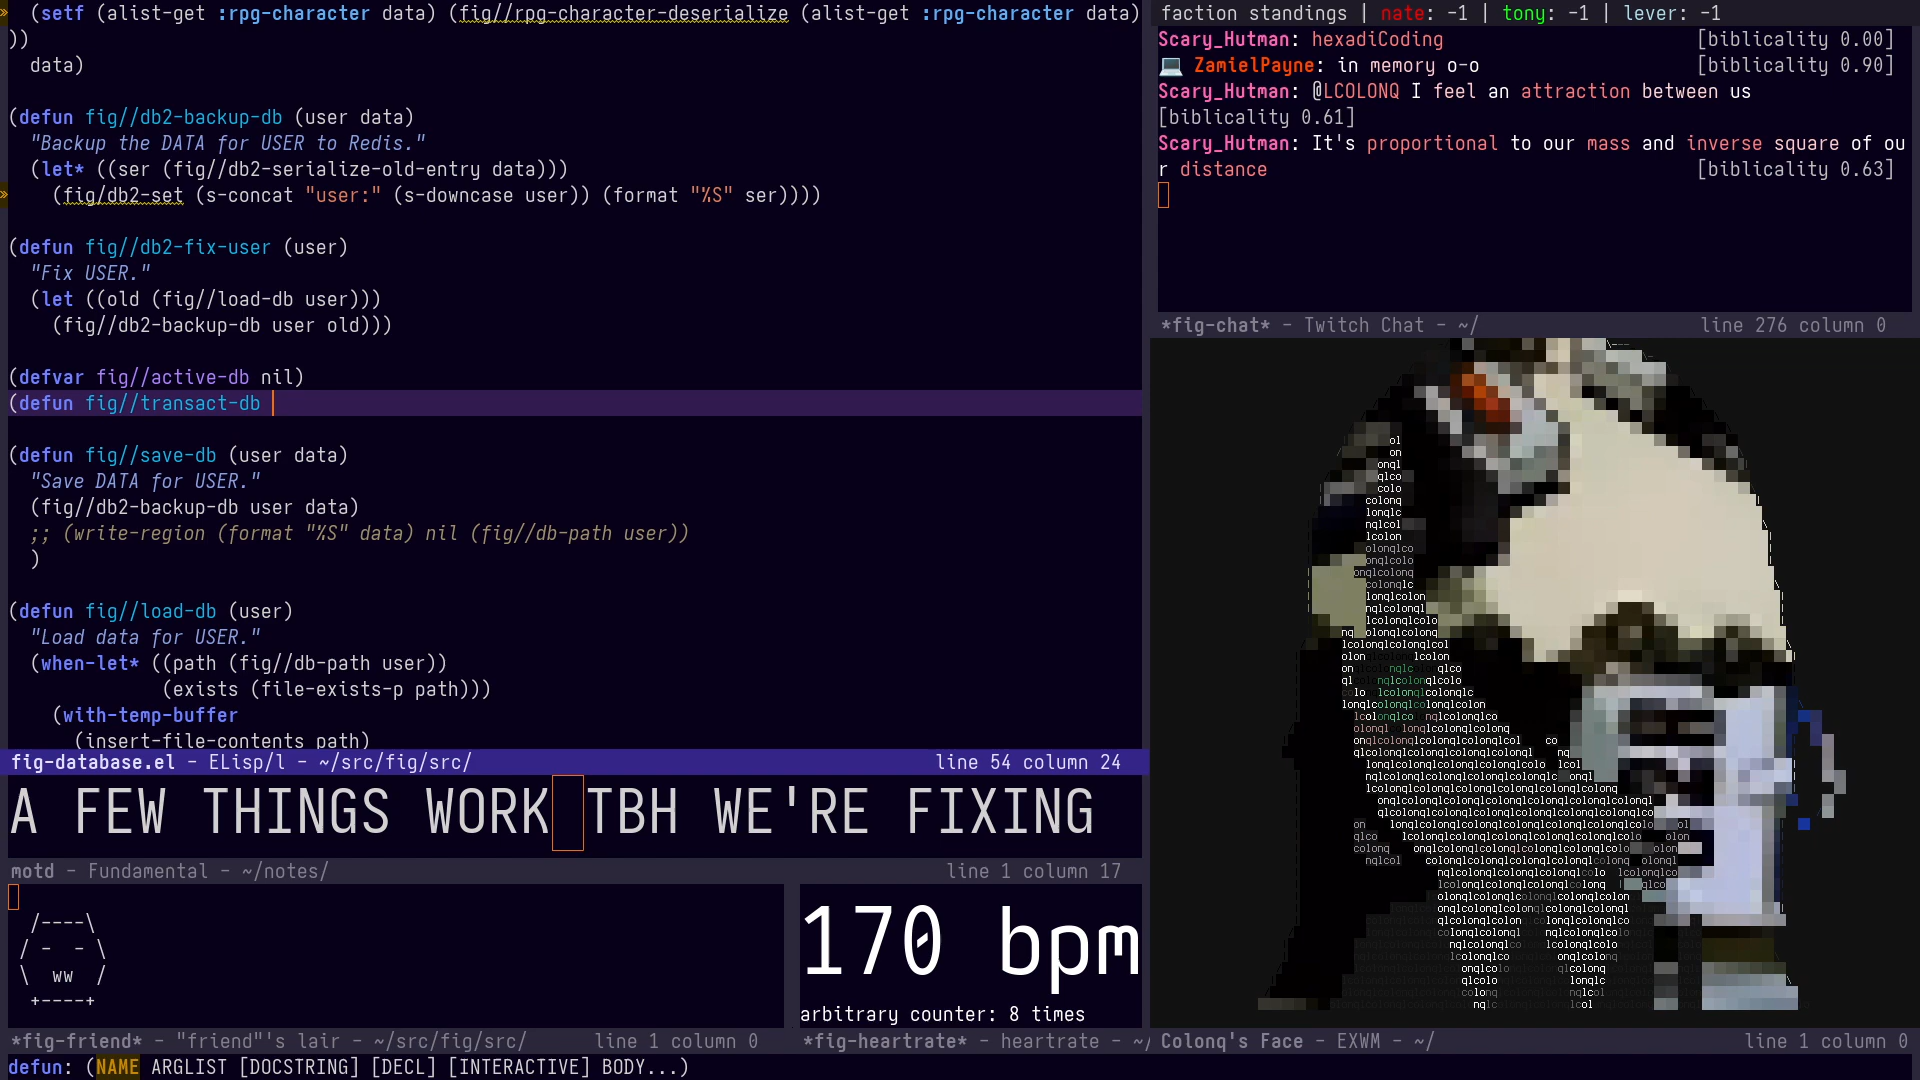 (setf (alist-get :rpg-character data) (fig//rpg-character-deserialize (alist-get :rpg-character data)
))
data)
(defun fig//db2-backup-db (user data)
"Backup the DATA for USER to Redis."
(let* ((ser (fig//db2-serialize-old-entry data)))
(fig/db2-set (s-concat "user:" (s-downcase user)) (format "%S" ser))))
(defun fig//db2-fix-user (user)
"Fix USER."
(let ((old (fig//load-db user)))
(fig//db2-backup-db user old)))
(defvar fig//active-db nil)
(defun fig//transact-db
(defun fig//save-db (user data)
"Save DATA for USER."
(fig//db2-backup-db user data)
;; (write-region (format "%S" data) nil (fig//db-path user))
)
(defun fig//load-db (user)
"Load data for USER."
(when-let* ((path (fig//db-path user))
(exists (file-exists-p path)))
(with-temp-buffer
(insert-file-contents path)
fig-database.el - ELisp/l - ~/src/fig/src/ line 54 column 24
A FEW THINGS WORK TBH WE'RE FIXING
motd - Fundamental - ~/notes/ line 1 column 17
/----\
/ -  - \
\  ww  /
+----+
*fig-friend* - "friend"'s lair - ~/src/fig/src/ line 1 column 0
170 bpm
arbitrary counter: 8 times
*fig-heartrate* - heartrate - ~/
defun: (NAME ARGLIST [DOCSTRING] [DECL] [INTERACTIVE] BODY...)
faction standings | nate: -1 | tony: -1 | lever: -1
Scary_Hutman: hexadiCoding [biblicality 0.00]
💻 ZamielPayne: in memory o-o [biblicality 0.90]
Scary_Hutman: @LCOLONQ I feel an attraction between us
[biblicality 0.61]
Scary_Hutman: It's proportional to our mass and inverse square of ou
r distance [biblicality 0.63]
*fig-chat* - Twitch Chat - ~/ line 276 column 0
Colonq's Face - EXWM - ~/ line 1 column 0